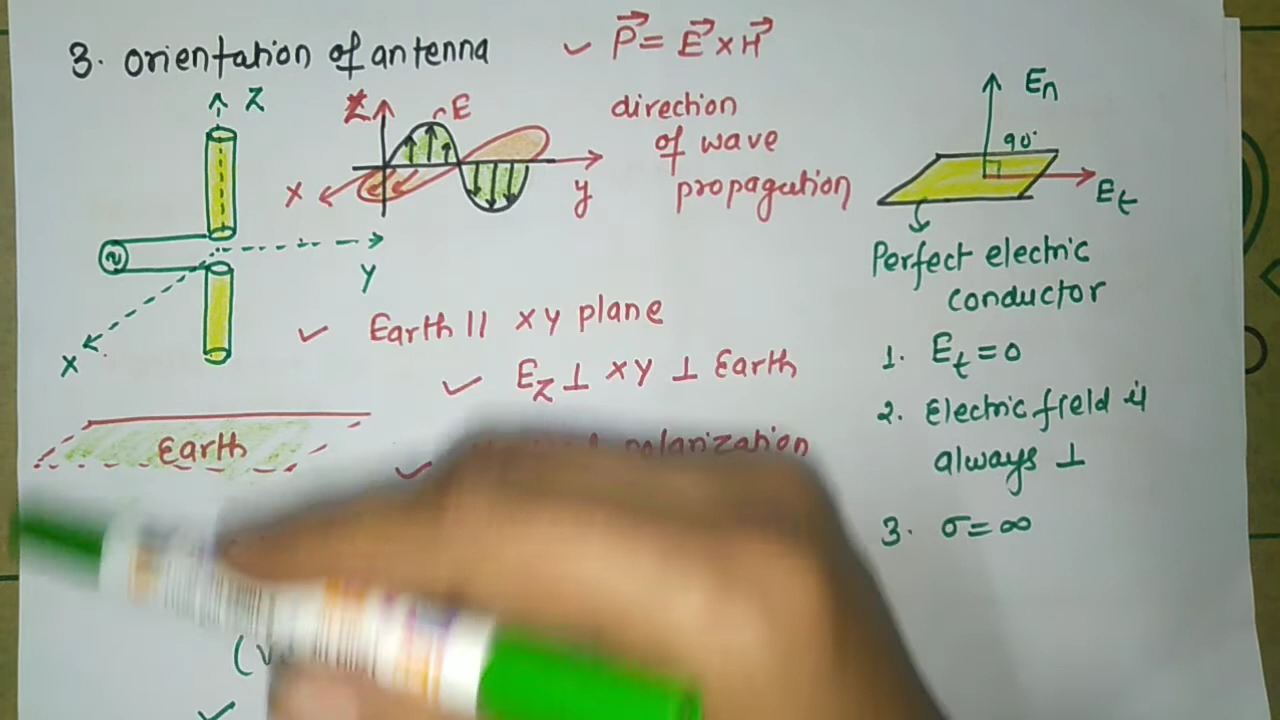 3. orientation of antenna
✓ P⃗ = E⃗ × H⃗
Z
Z
E
X
y
direction
of wave
propagation
En
90°
Et
Perfect electric
conductor
~
Y
X
✓ Earth || xy plane
✓ Ez ⊥ xy ⊥ Earth
Earth
✓ polarization
1. Et = 0
2. Electric field is
always ⊥
3. σ = ∞
(V
✓